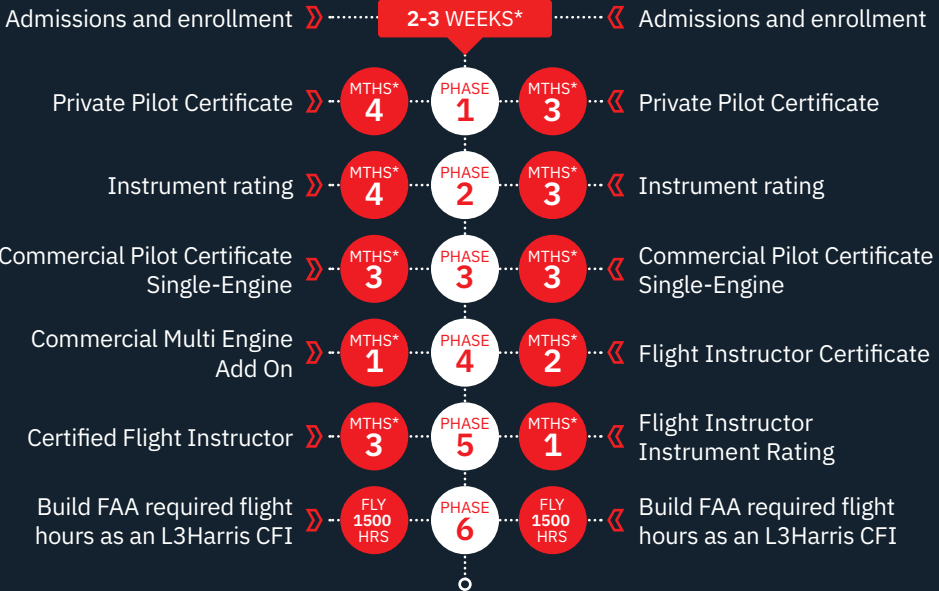 Admissions and enrollment
2-3 WEEKS*
Admissions and enrollment
Private Pilot Certificate
MTHS*
4
PHASE
1
MTHS*
3
Private Pilot Certificate
Instrument rating
MTHS*
4
PHASE
2
MTHS*
3
Instrument rating
Commercial Pilot Certificate
Single-Engine
MTHS*
3
PHASE
3
MTHS*
3
Commercial Pilot Certificate
Single-Engine
Commercial Multi Engine
Add On
MTHS*
1
PHASE
4
MTHS*
2
Flight Instructor Certificate
Certified Flight Instructor
MTHS*
3
PHASE
5
MTHS*
1
Flight Instructor
Instrument Rating
Build FAA required flight
hours as an L3Harris CFI
FLY
1500
HRS
PHASE
6
FLY
1500
HRS
Build FAA required flight
hours as an L3Harris CFI